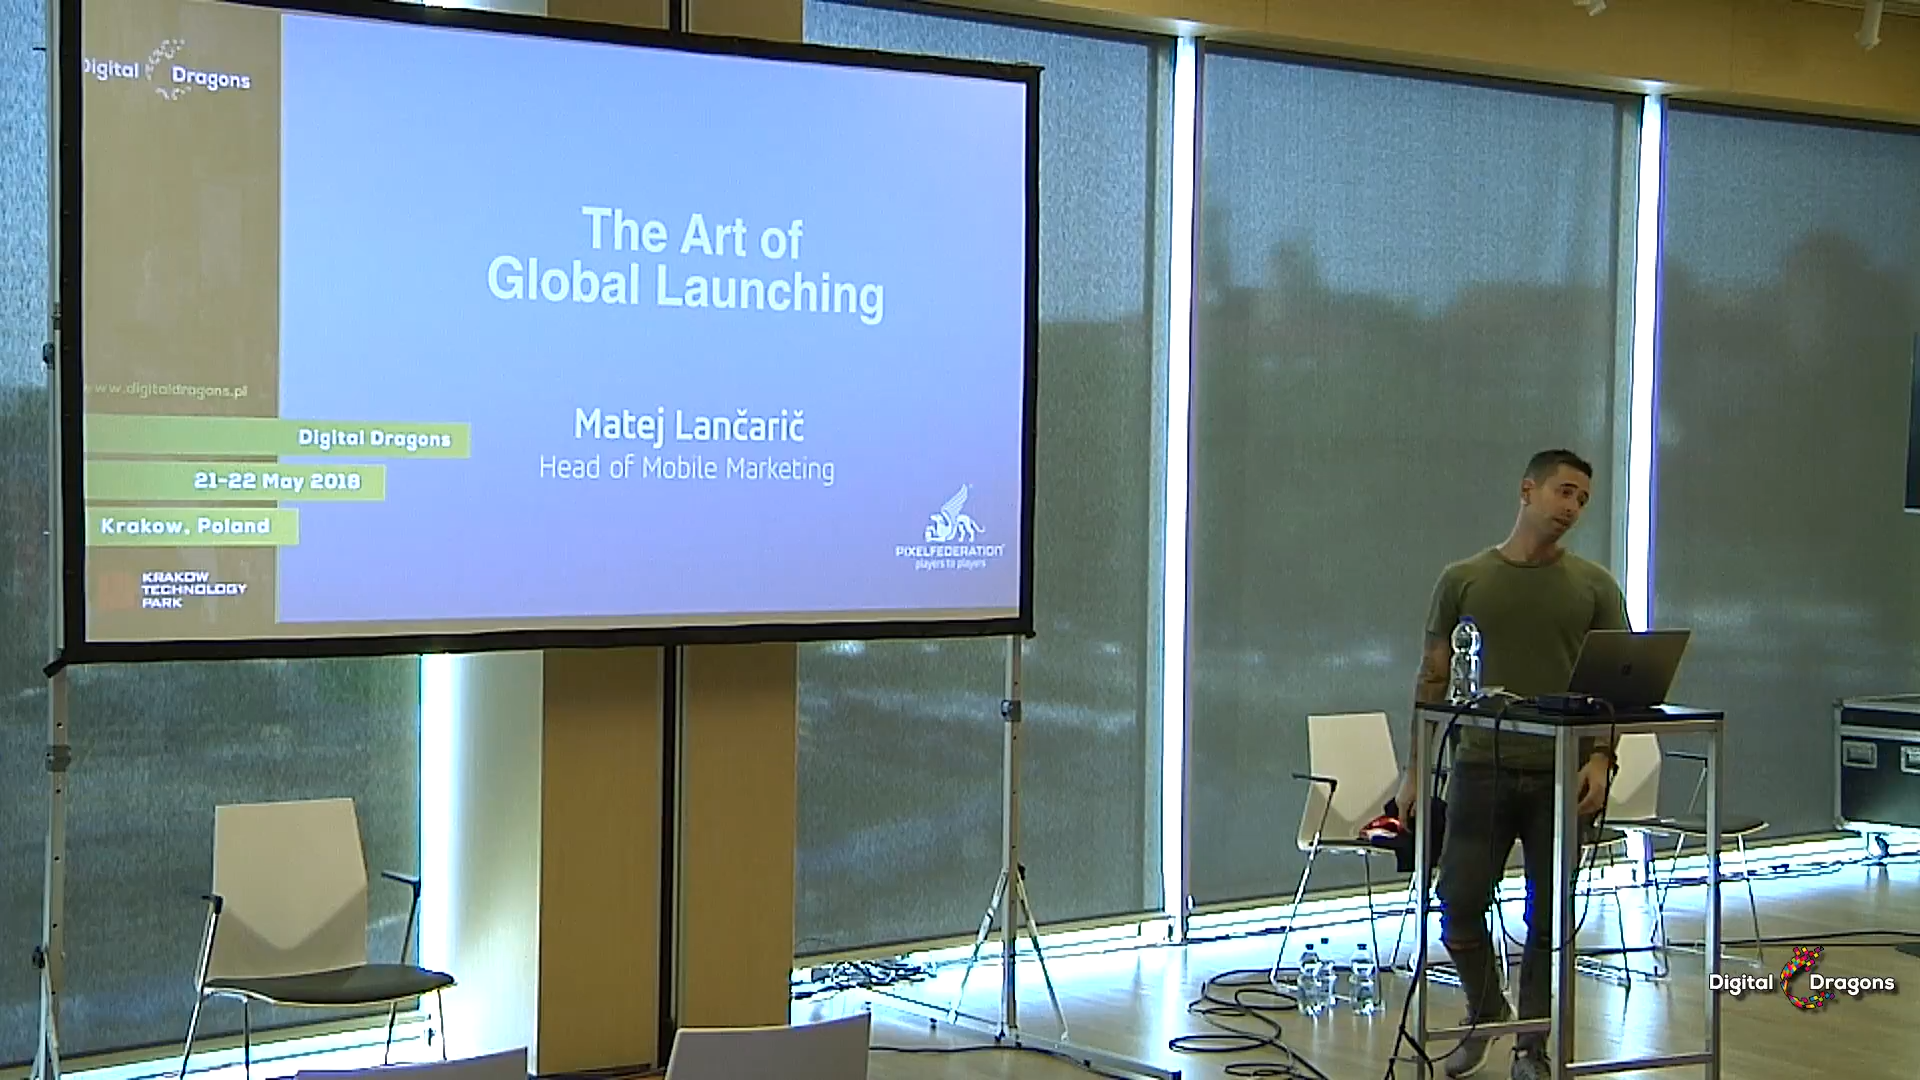 Digital Dragons
The Art of
Global Launching
Matej Lančarič
Head of Mobile Marketing
www.digitaldragons.pl
Digital Dragons
21-22 May 2018
Krakow, Poland
KRAKOW
TECHNOLOGY
PARK
PIXELFEDERATION
players to players
Digital Dragons